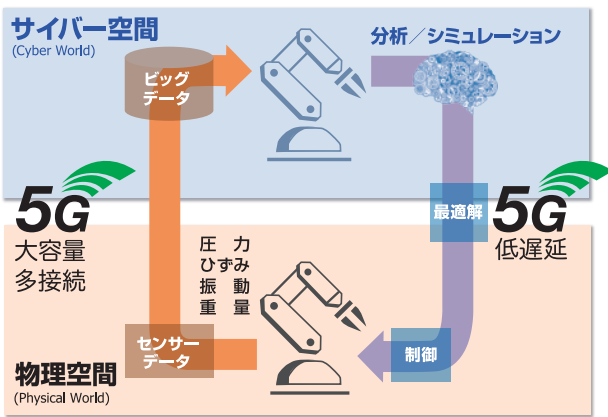 サイバー空間
(Cyber World)
分析／シミュレーション
ビッグ
データ
5G
大容量
多接続
最適解
5G
低遅延
圧力
ひずみ
振動
重量
センサー
データ
制御
物理空間
(Physical World)